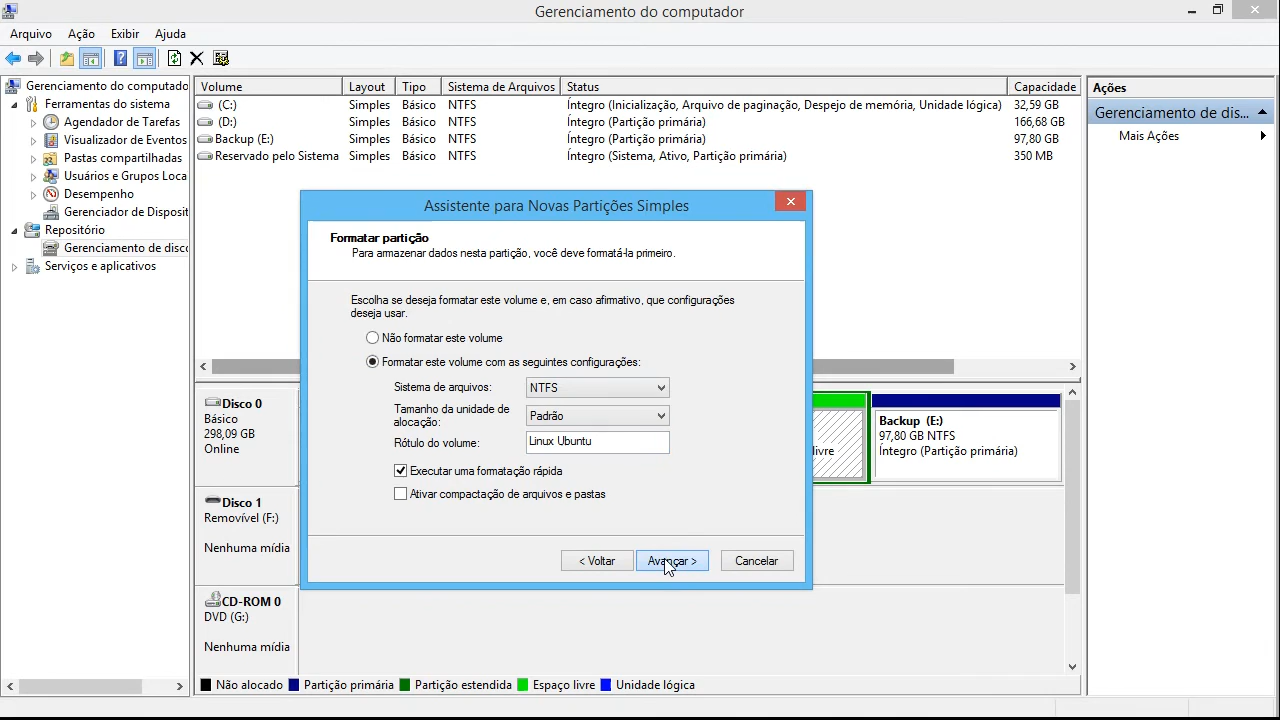 Gerenciamento do computador
Arquivo Ação Exibir Ajuda
Gerenciamento do computado
Ferramentas do sistema
Agendador de Tarefas
Visualizador de Eventos
Pastas compartilhadas
Usuários e Grupos Loca
Desempenho
Gerenciador de Disposit
Repositório
Gerenciamento de disco
Serviços e aplicativos
Volume Layout Tipo Sistema de Arquivos Status Capacidade
(C:) Simples Básico NTFS Íntegro (Inicialização, Arquivo de paginação, Despejo de memória, Unidade lógica) 32,59 GB
(D:) Simples Básico NTFS Íntegro (Partição primária) 166,68 GB
Backup (E:) Simples Básico NTFS Íntegro (Partição primária) 97,80 GB
Reservado pelo Sistema Simples Básico NTFS Íntegro (Sistema, Ativo, Partição primária) 350 MB
Ações
Gerenciamento de dis...
Mais Ações
Assistente para Novas Partições Simples
Formatar partição
Para armazenar dados nesta partição, você deve formatá-la primeiro.
Escolha se deseja formatar este volume e, em caso afirmativo, que configurações
deseja usar.
Não formatar este volume
Formatar este volume com as seguintes configurações:
Sistema de arquivos: NTFS
Tamanho da unidade de
alocação: Padrão
Rótulo do volume: Linux Ubuntu
Executar uma formatação rápida
Ativar compactação de arquivos e pastas
< Voltar Avançar > Cancelar
Disco 0
Básico
298,09 GB
Online
livre
Backup (E:)
97,80 GB NTFS
Íntegro (Partição primária)
Disco 1
Removível (F:)
Nenhuma mídia
CD-ROM 0
DVD (G:)
Nenhuma mídia
Não alocado Partição primária Partição estendida Espaço livre Unidade lógica